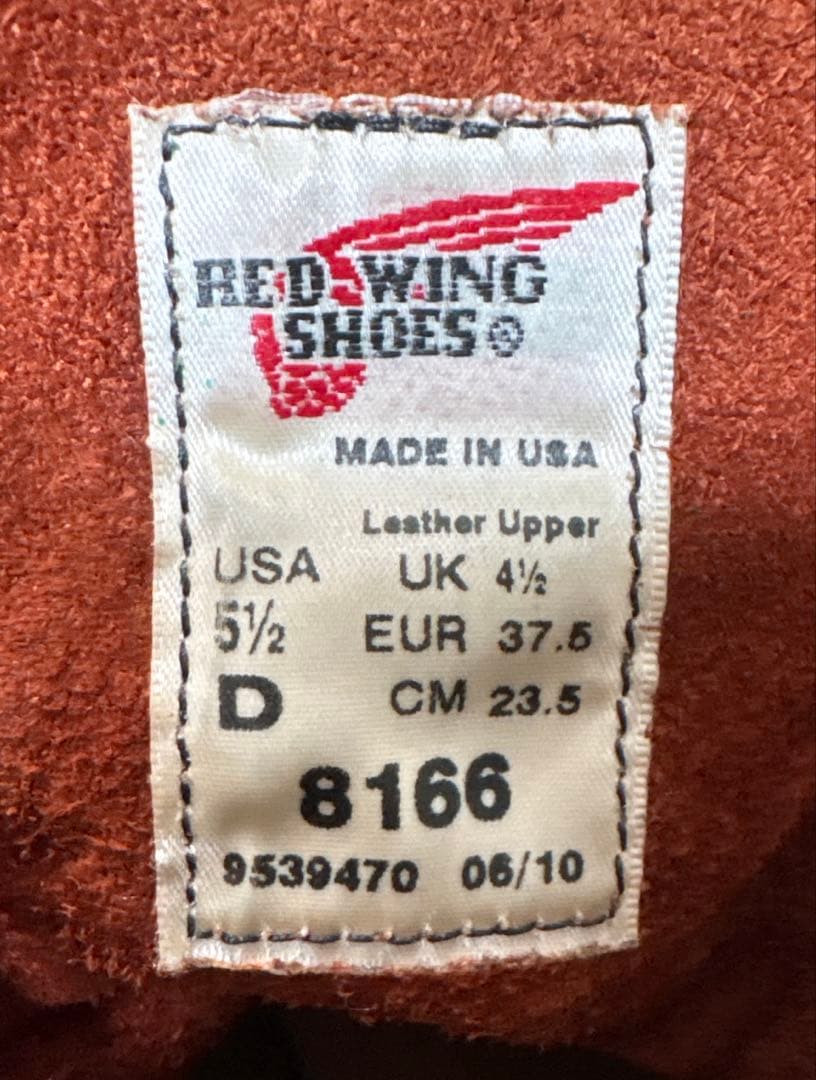 RED WING
SHOES®
MADE IN USA
Leather Upper
USA UK 4½
5½ EUR 37.5
D CM 23.5
8166
9539470 06/10